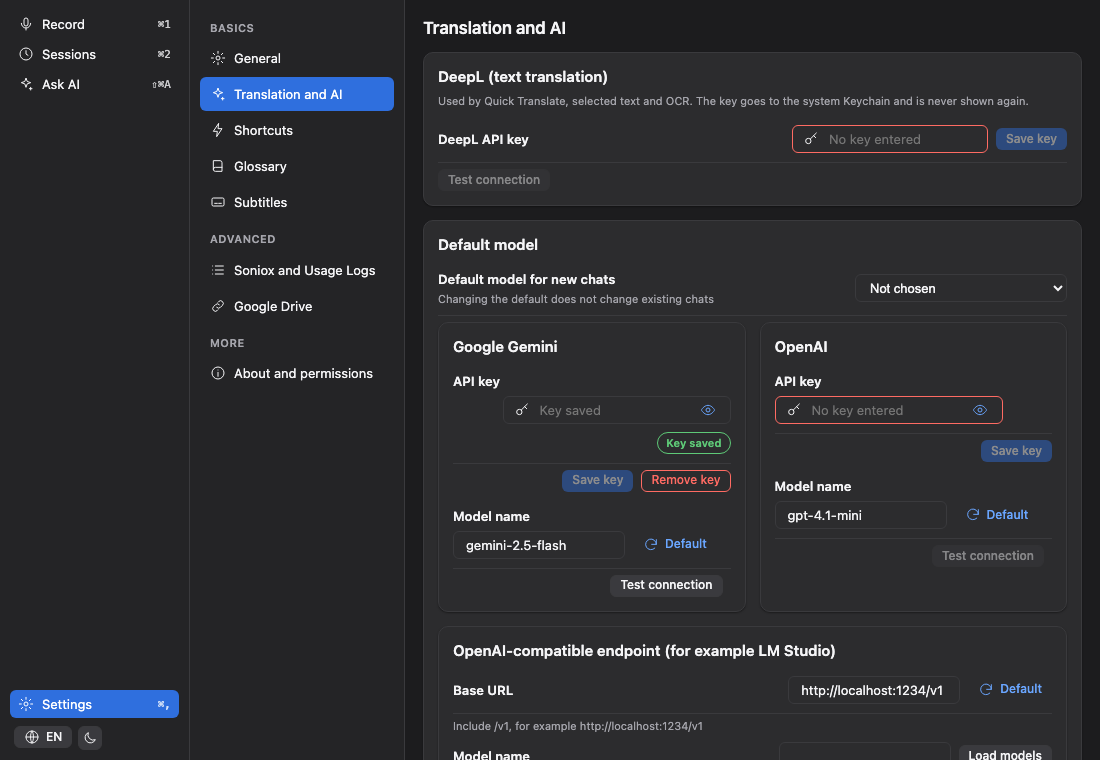 Record ⌘1
Sessions ⌘2
Ask AI ⇧⌘A
Settings ⌘,
EN
BASICS
General
Translation and AI
Shortcuts
Glossary
Subtitles
ADVANCED
Soniox and Usage Logs
Google Drive
MORE
About and permissions
Translation and AI
DeepL (text translation)
Used by Quick Translate, selected text and OCR. The key goes to the system Keychain and is never shown again.
DeepL API key No key entered Save key
Test connection
Default model
Default model for new chats
Changing the default does not change existing chats
Not chosen
Google Gemini
API key
Key saved
Key saved
Save key Remove key
Model name
gemini-2.5-flash Default
Test connection
OpenAI
API key
No key entered
Save key
Model name
gpt-4.1-mini Default
Test connection
OpenAI-compatible endpoint (for example LM Studio)
Base URL http://localhost:1234/v1 Default
Include /v1, for example http://localhost:1234/v1
Model name Load models